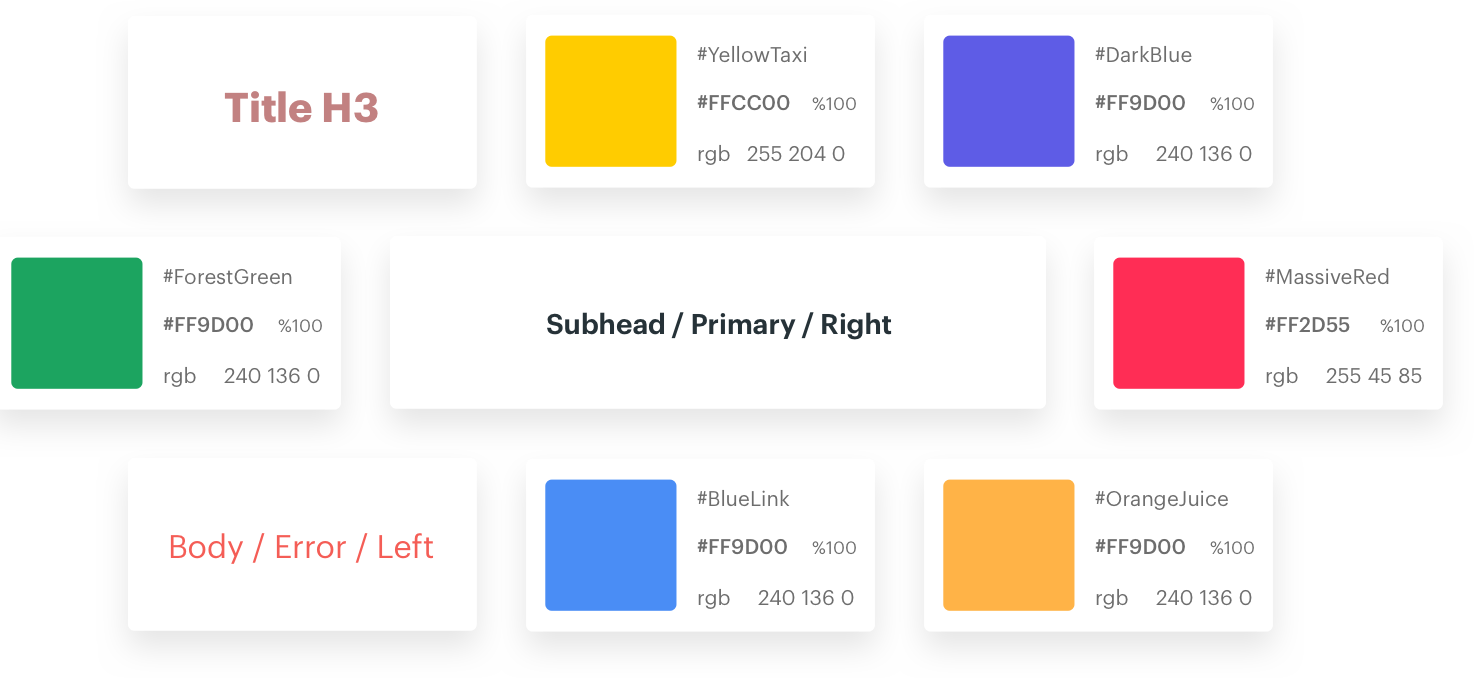 Title H3
#YellowTaxi
#FFCC00 %100
rgb 255 204 0
#DarkBlue
#FF9D00 %100
rgb 240 136 0
#ForestGreen
#FF9D00 %100
rgb 240 136 0
Subhead / Primary / Right
#MassiveRed
#FF2D55 %100
rgb 255 45 85
Body / Error / Left
#BlueLink
#FF9D00 %100
rgb 240 136 0
#OrangeJuice
#FF9D00 %100
rgb 240 136 0